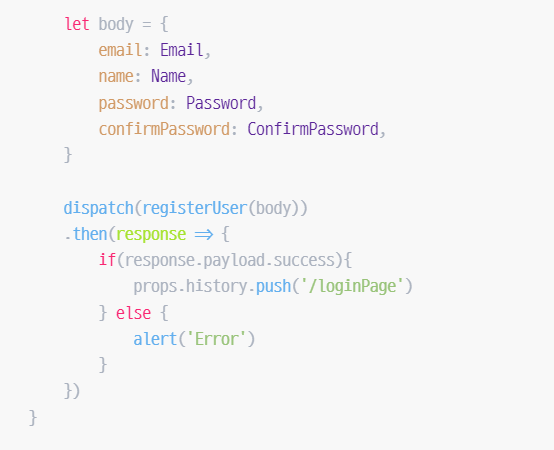 let body = {
email: Email,
name: Name,
password: Password,
confirmPassword: ConfirmPassword,
}
dispatch(registerUser(body))
.then(response => {
if(response.payload.success){
props.history.push('/loginPage')
} else {
alert('Error')
}
})
}